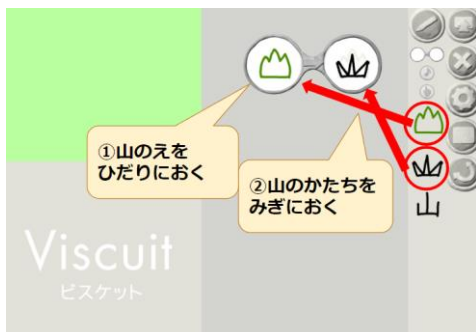 ①山のえを
ひだりにおく
②山のかたちを
みぎにおく
山
Viscuit
ビスケット